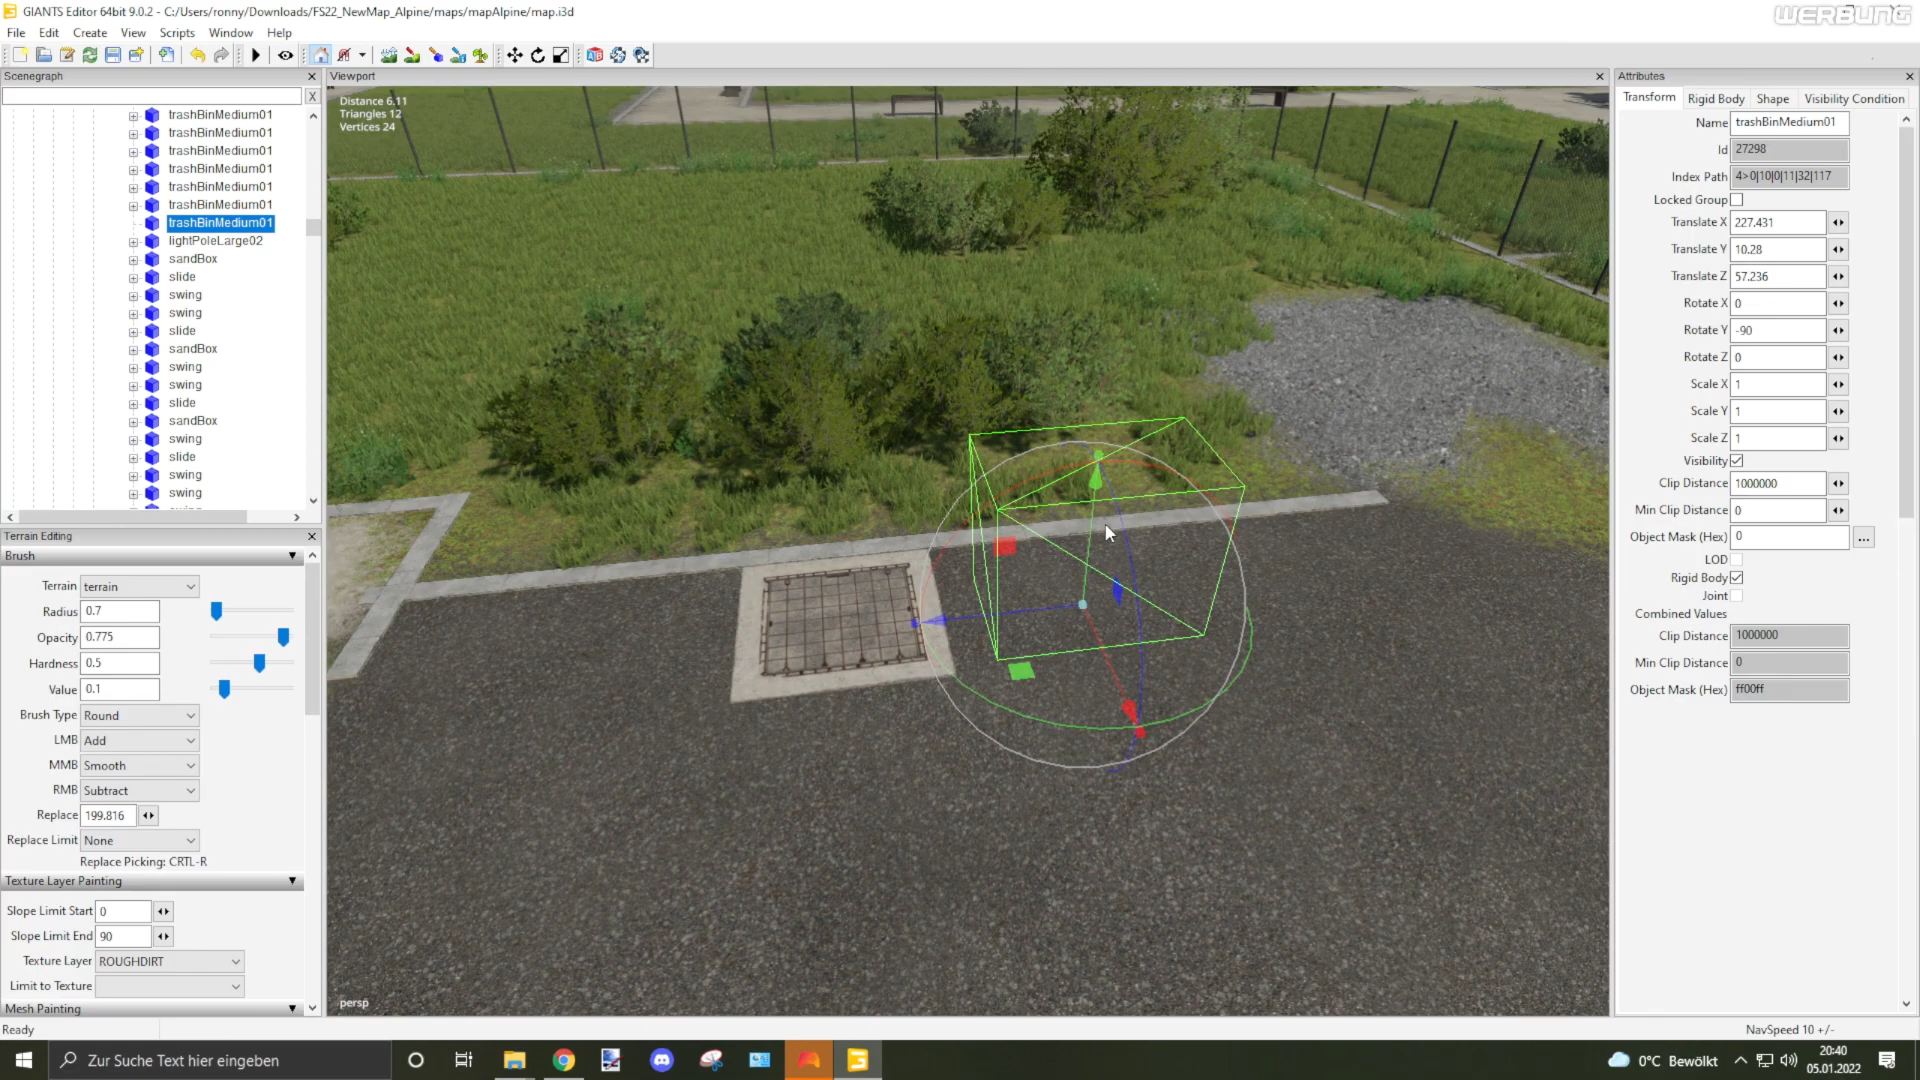 GIANTS Editor 64bit 9.0.2 - C:/Users/ronny/Downloads/FS22_NewMap_Alpine/maps/mapAlpine/map.i3d
WERBUNG
File Edit Create View Scripts Window Help
Scenegraph
X
trashBinMedium01
trashBinMedium01
trashBinMedium01
trashBinMedium01
trashBinMedium01
trashBinMedium01
trashBinMedium01
lightPoleLarge02
sandBox
slide
swing
swing
slide
sandBox
swing
swing
slide
sandBox
swing
slide
swing
swing
Terrain Editing
Brush
Terrain terrain
Radius 0.7
Opacity 0.775
Hardness 0.5
Value 0.1
Brush Type Round
LMB Add
MMB Smooth
RMB Subtract
Replace 199.816
Replace Limit None
Replace Picking: CRTL-R
Texture Layer Painting
Slope Limit Start 0
Slope Limit End 90
Texture Layer ROUGHDIRT
Limit to Texture
Mesh Painting
Ready
Viewport
Distance 6.11
Triangles 12
Vertices 24
persp
Attributes
Transform Rigid Body Shape Visibility Condition
Name trashBinMedium01
Id 27298
Index Path 4>0|10|0|11|32|117
Locked Group
Translate X 227.431
Translate Y 10.28
Translate Z 57.236
Rotate X 0
Rotate Y -90
Rotate Z 0
Scale X 1
Scale Y 1
Scale Z 1
Visibility
Clip Distance 1000000
Min Clip Distance 0
Object Mask (Hex) 0 ...
LOD
Rigid Body
Joint
Combined Values
Clip Distance 1000000
Min Clip Distance 0
Object Mask (Hex) ff00ff
NavSpeed 10 +/-
Zur Suche Text hier eingeben
0°C Bewölkt
20:40
05.01.2022